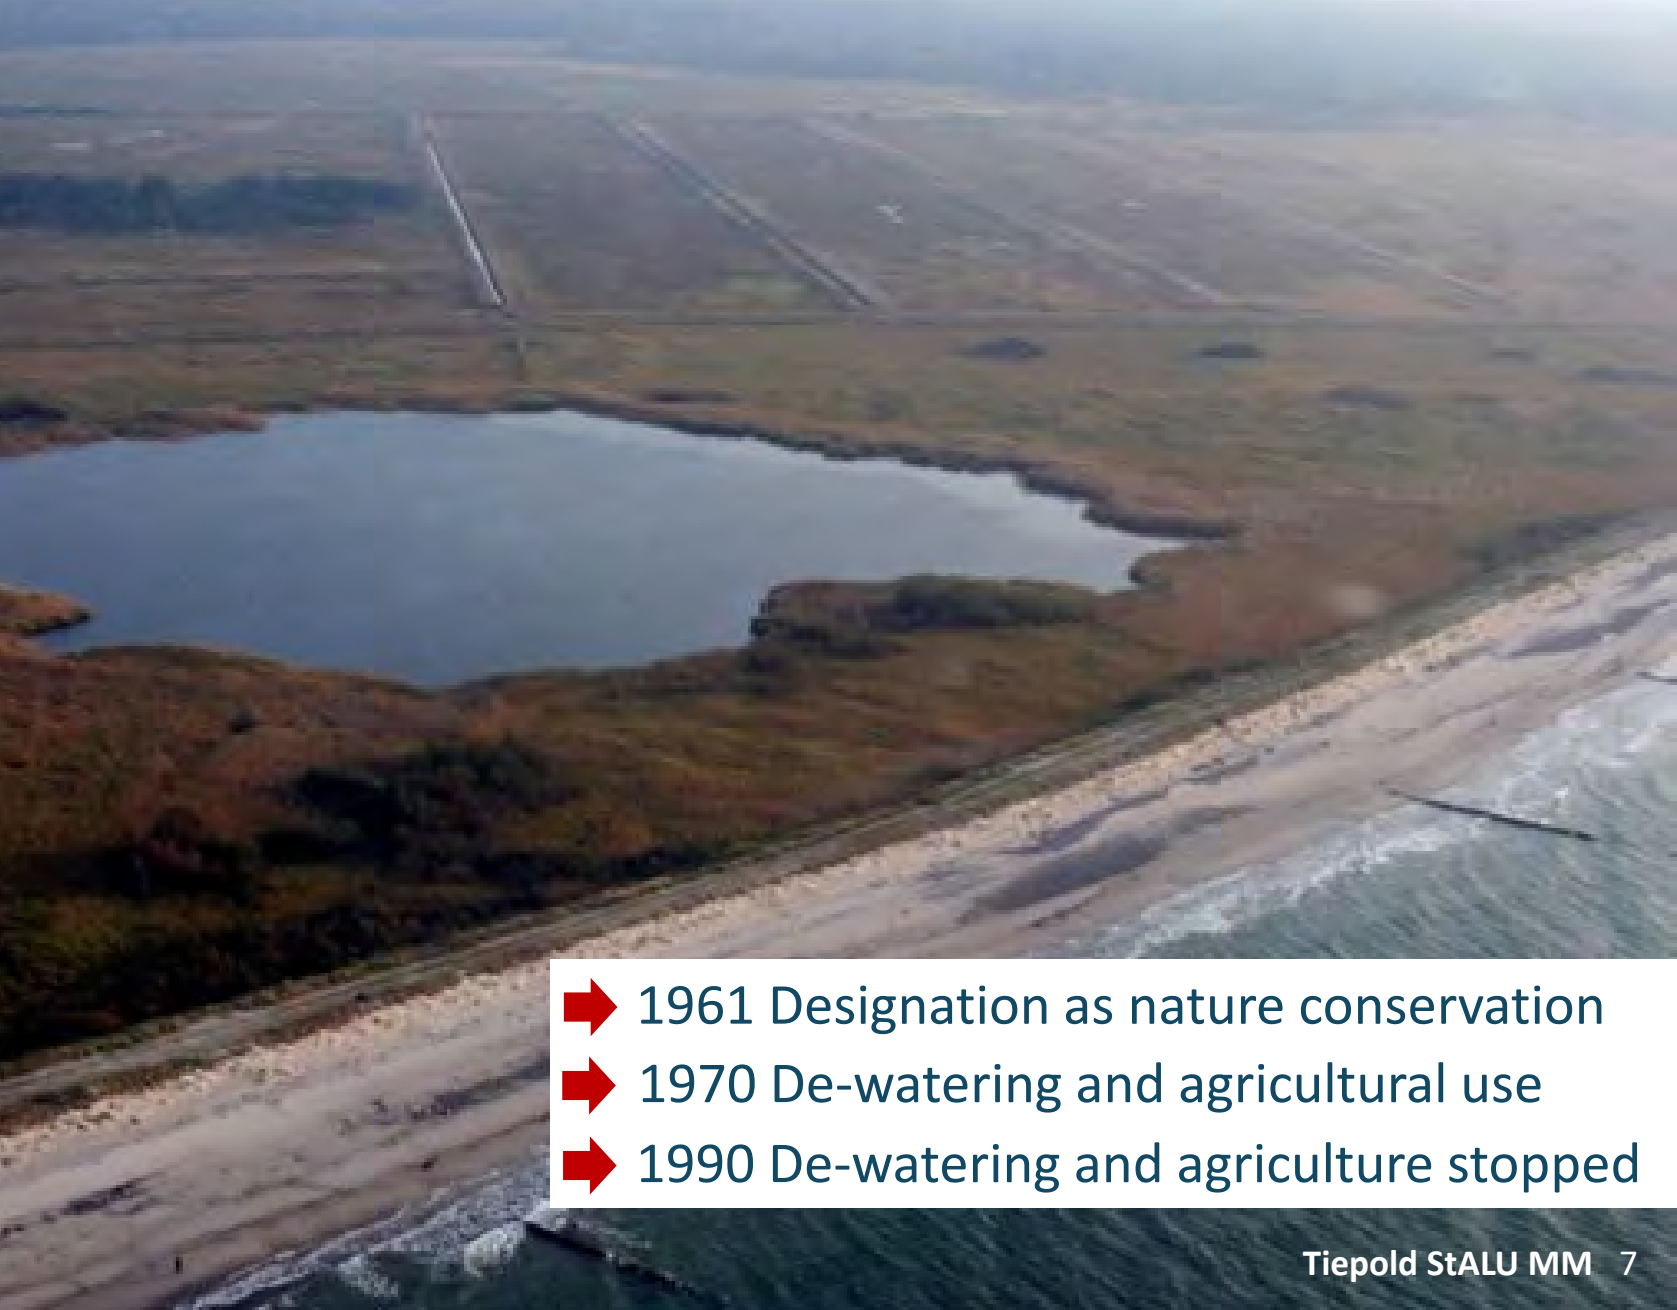 1961 Designation as nature conservation
1970 De-watering and agricultural use
1990 De-watering and agriculture stopped
Tiepold StALU MM 7